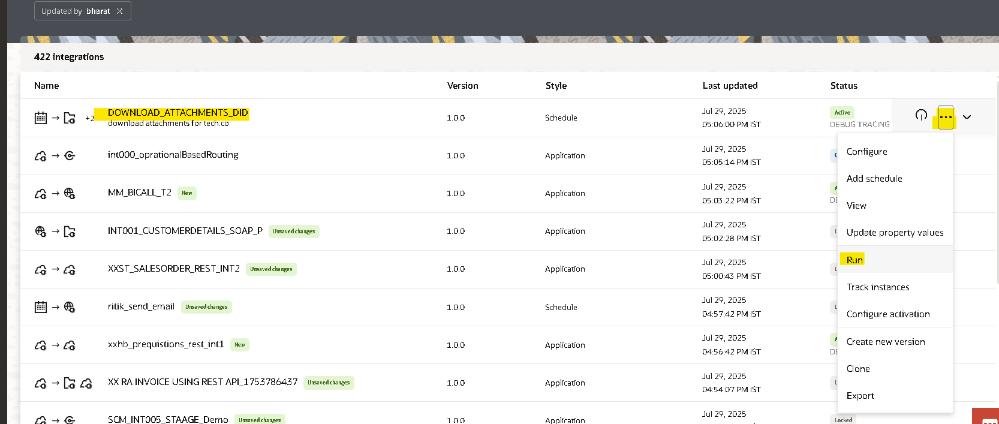 Updated by bharat
422 integrations
Name Version Style Last updated Status
+2 DOWNLOAD_ATTACHMENTS_DID
download attachments for tech.co
1.0.0 Schedule Jul 29, 2025
05:06:00 PM IST
Active
DEBUG TRACING
int000_oprationalBasedRouting 1.0.0 Application Jul 29, 2025
05:05:14 PM IST
MM_BICALL_T2 New 1.0.0 Application Jul 29, 2025
05:03:22 PM IST
INT001_CUSTOMERDETAILS_SOAP_P Unsaved changes 1.0.0 Application Jul 29, 2025
05:02:28 PM IST
XXST_SALESORDER_REST_INT2 Unsaved changes 1.0.0 Application Jul 29, 2025
05:00:43 PM IST
ritik_send_email Unsaved changes 1.0.0 Schedule Jul 29, 2025
04:57:42 PM IST
xxhb_prequistions_rest_int1 New 1.0.0 Application Jul 29, 2025
04:56:42 PM IST
XX RA INVOICE USING REST API_1753786437 Unsaved changes 1.0.0 Application Jul 29, 2025
04:54:07 PM IST
SCM_INT005_STAAGE_Demo Unsaved changes 1.0.0 Application Jul 29, 2025
Locked
Configure
Add schedule
View
Update property values
Run
Track instances
Configure activation
Create new version
Clone
Export